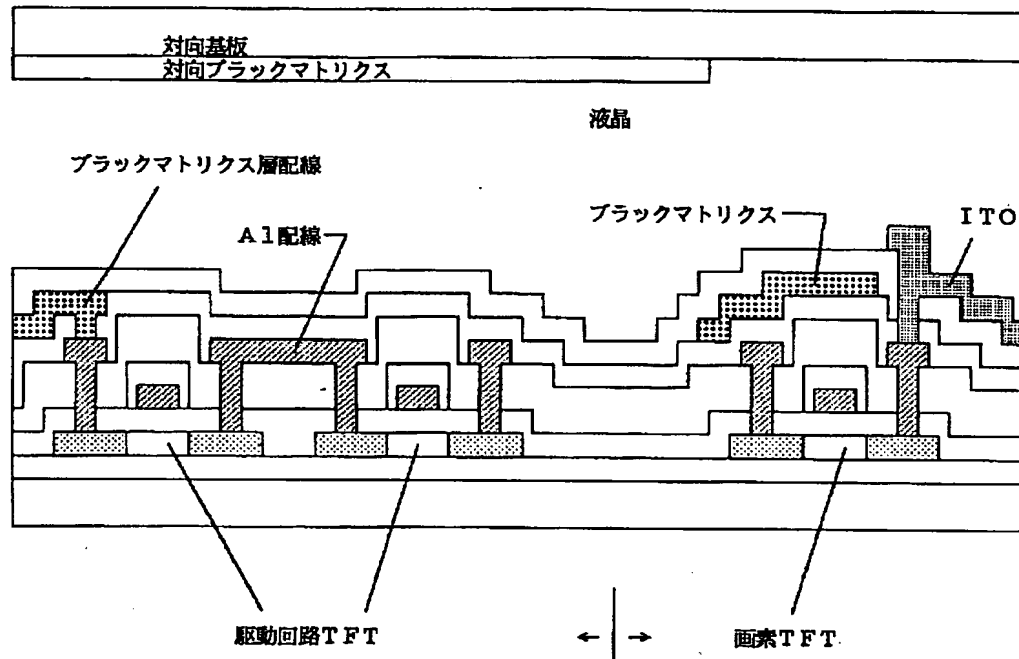 対向基板
対向ブラックマトリクス
液晶
ブラックマトリクス層配線
Al配線
ブラックマトリクス
ITO
駆動回路TFT
← →
画素TFT